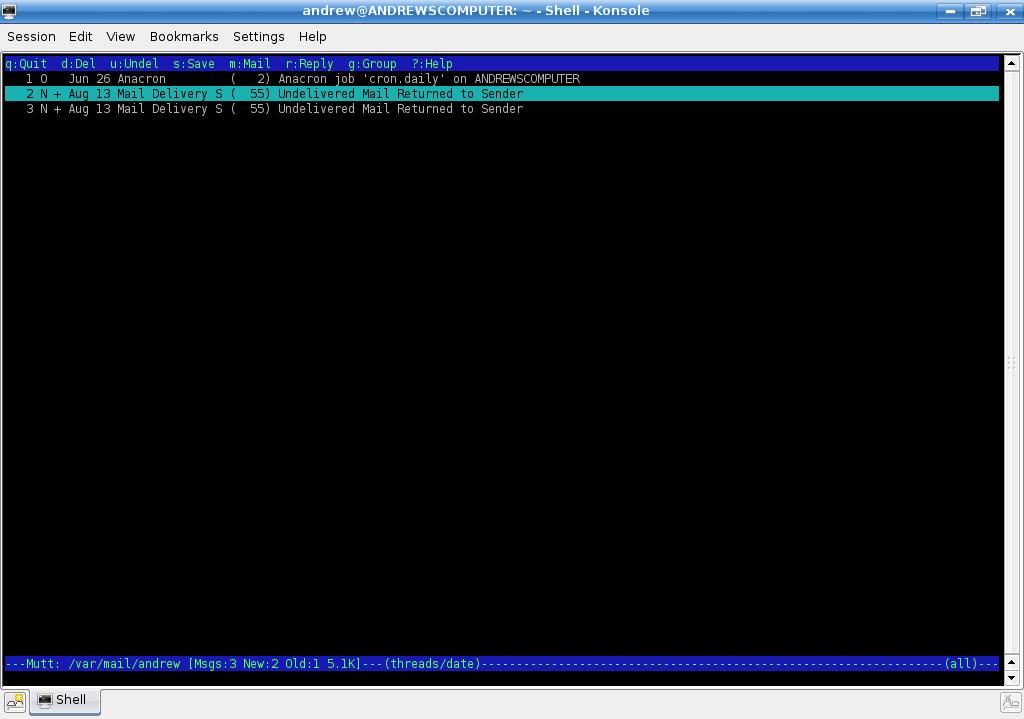 andrew@ANDREWSCOMPUTER: ~ - Shell - Konsole
Session Edit View Bookmarks Settings Help
q:Quit  d:Del  u:Undel  s:Save  m:Mail  r:Reply  g:Group  ?:Help
1 O   Jun 26 Anacron         (   2) Anacron job 'cron.daily' on ANDREWSCOMPUTER
2 N + Aug 13 Mail Delivery S (  55) Undelivered Mail Returned to Sender
3 N + Aug 13 Mail Delivery S (  55) Undelivered Mail Returned to Sender
---Mutt: /var/mail/andrew [Msgs:3 New:2 Old:1 5.1K]---(threads/date)------------------------------------------------------------------(all)---
Shell